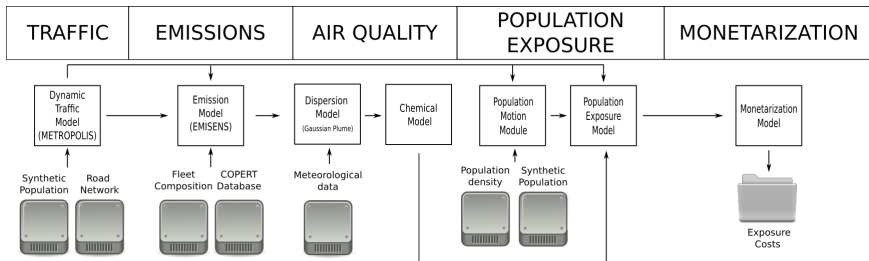 TRAFFIC
EMISSIONS
AIR QUALITY
POPULATION
EXPOSURE
MONETARIZATION
Dynamic
Traffic
Model
(METROPOLIS)
Emission
Model
(EMISENS)
Dispersion
Model
(Gaussian Plume)
Chemical
Model
Population
Motion
Module
Population
Exposure
Model
Monetarization
Model
Synthetic
Population
Road
Network
Fleet
Composition
COPERT
Database
Meteorological
data
Population
density
Synthetic
Population
Exposure
Costs